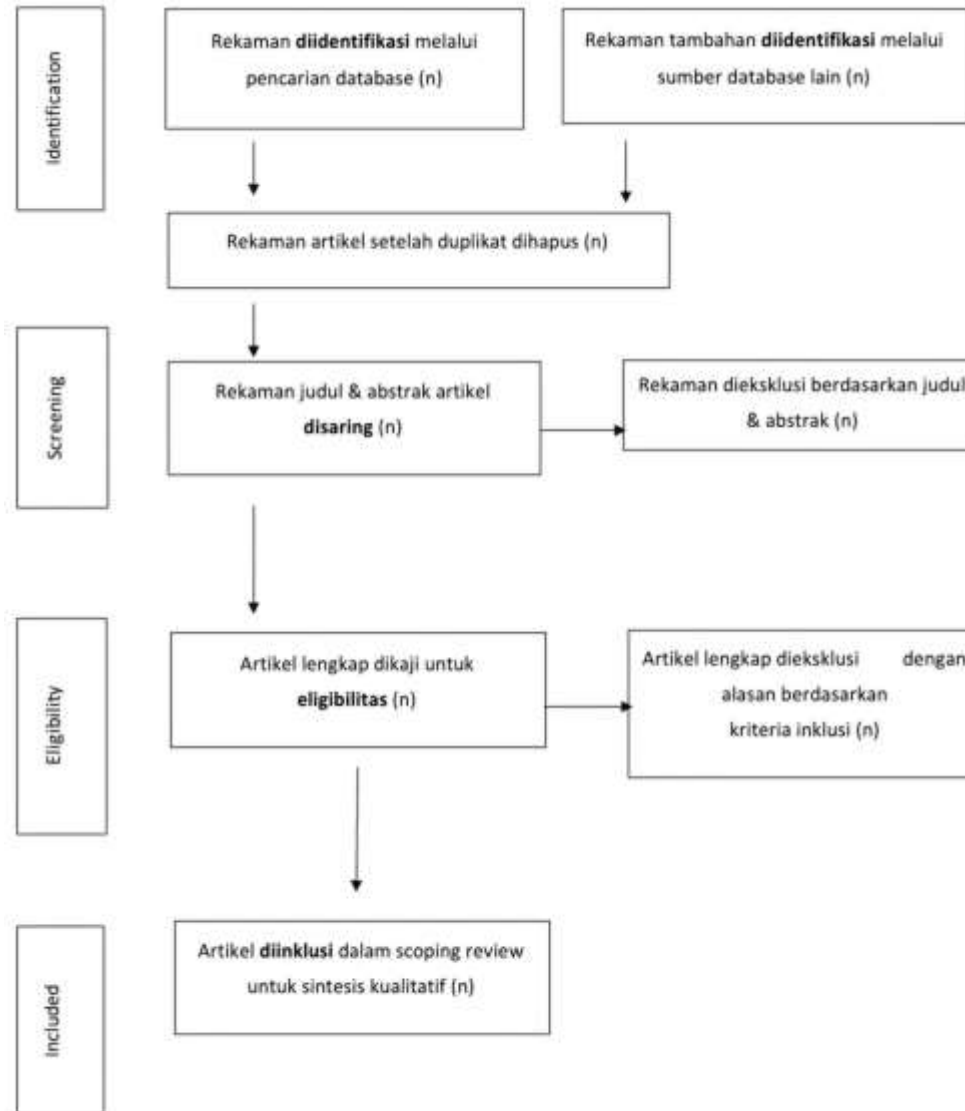 Identification
Rekaman diidentifikasi melalui
pencarian database (n)
Rekaman tambahan diidentifikasi melalui
sumber database lain (n)
Rekaman artikel setelah duplikat dihapus (n)
Screening
Rekaman judul & abstrak artikel
disaring (n)
Rekaman dieksklusi berdasarkan judul
& abstrak (n)
Eligibility
Artikel lengkap dikaji untuk
eligibilitas (n)
Artikel lengkap dieksklusi dengan
alasan berdasarkan
kriteria inklusi (n)
Included
Artikel diinklusi dalam scoping review
untuk sintesis kualitatif (n)